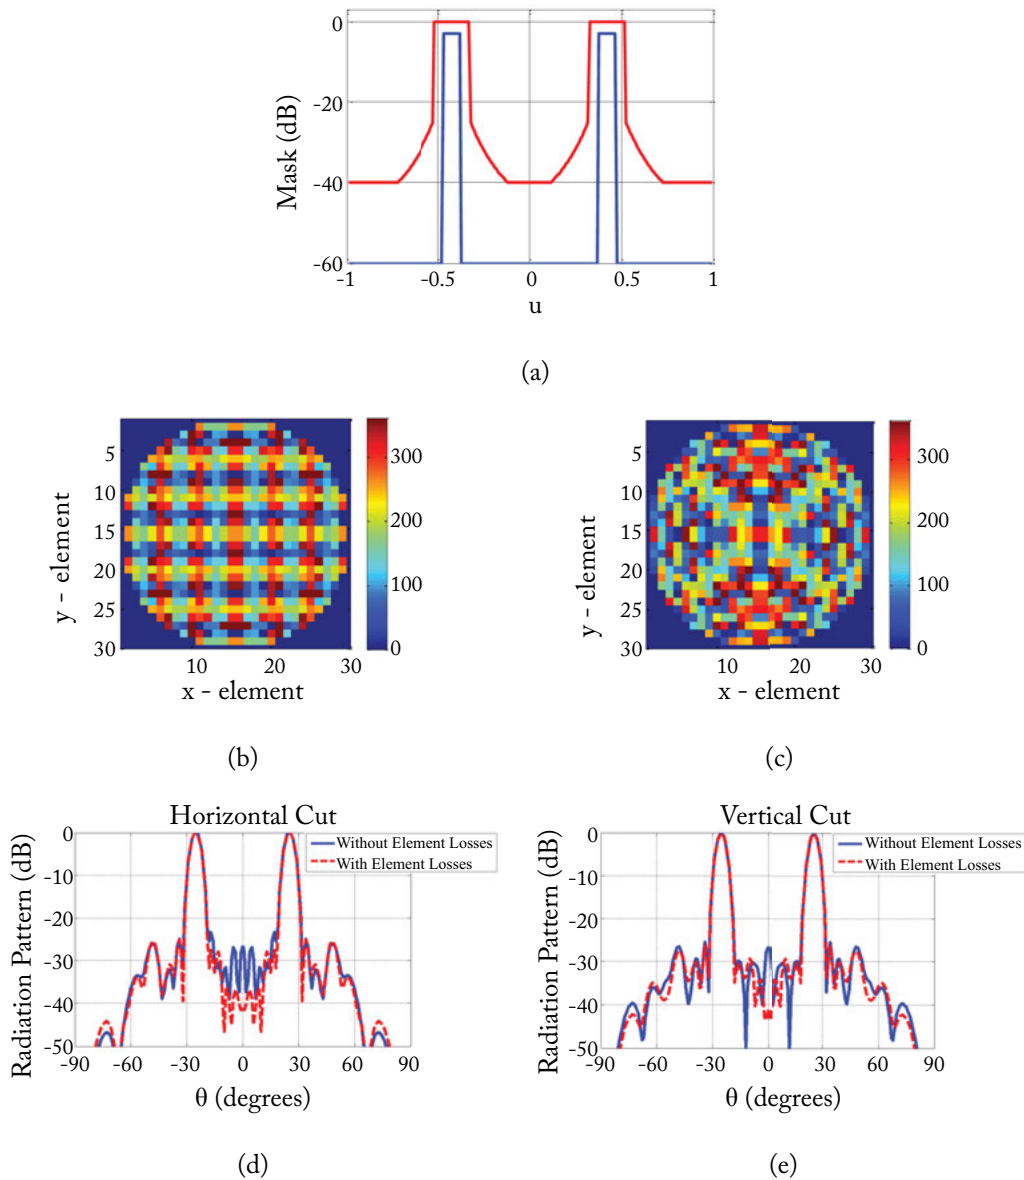 0
-20
-40
-60
Mask (dB)
-1
-0.5
0
0.5
1
u
(a)
5
10
15
20
25
30
y - element
10
20
30
x - element
300
200
100
0
(b)
5
10
15
20
25
30
y - element
10
20
30
x - element
300
200
100
0
(c)
Horizontal Cut
0
-10
-20
-30
-40
-50
Radiation Pattern (dB)
Without Element Losses
With Element Losses
-90
-60
-30
0
30
60
90
θ (degrees)
(d)
Vertical Cut
0
-10
-20
-30
-40
-50
Radiation Pattern (dB)
Without Element Losses
With Element Losses
-90
-60
-30
0
30
60
90
θ (degrees)
(e)